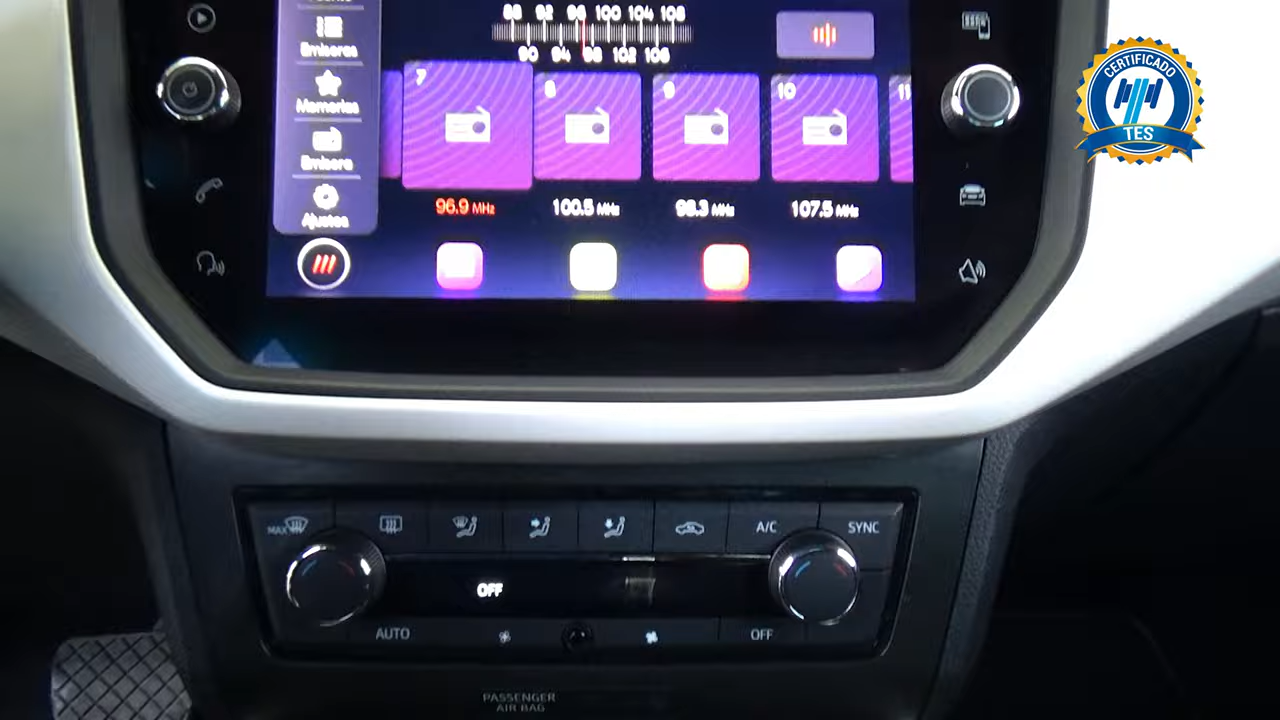 88 92 96 100 104 108
90 94 98 102 106
Emisoras
Memorias
Emisora
Ajustes
7
8
9
10
11
96.9 MHz
100.5 MHz
98.3 MHz
107.5 MHz
CERTIFICADO
TES
MAX
A/C
SYNC
OFF
AUTO
OFF
PASSENGER
AIR BAG